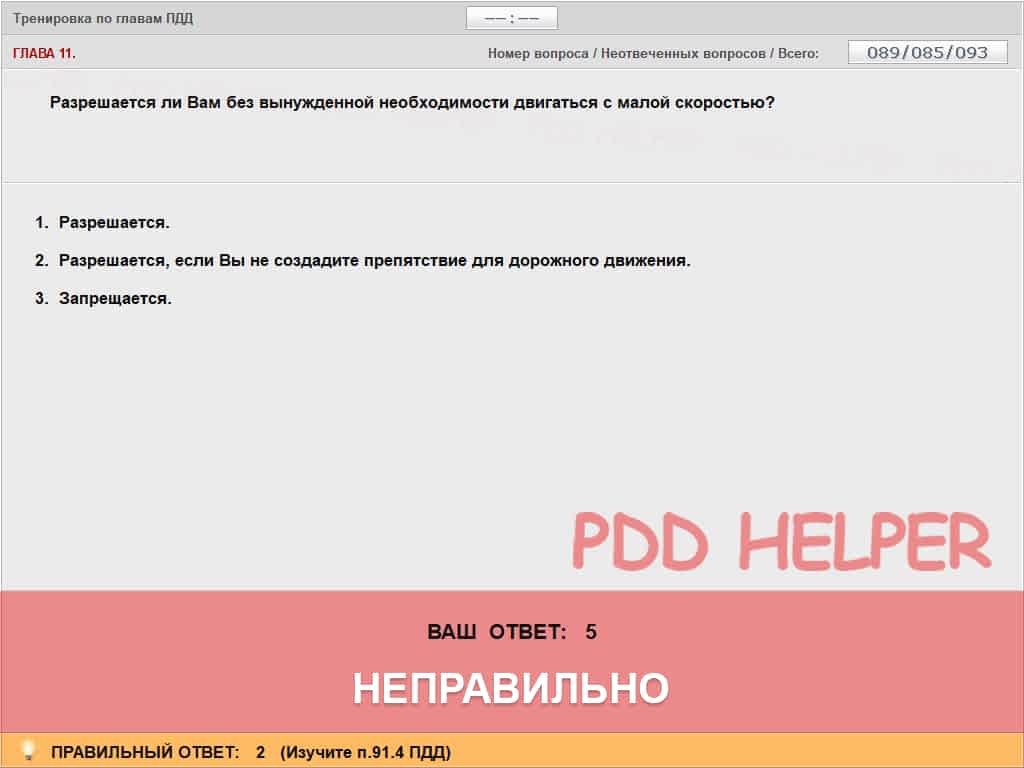 Тренировка по главам ПДД
—— : ——
ГЛАВА 11.
Номер вопроса / Неотвеченных вопросов / Всего: 089/085/093
Разрешается ли Вам без вынужденной необходимости двигаться с малой скоростью?
1. Разрешается.
2. Разрешается, если Вы не создадите препятствие для дорожного движения.
3. Запрещается.
PDD HELPER
ВАШ ОТВЕТ: 5
НЕПРАВИЛЬНО
ПРАВИЛЬНЫЙ ОТВЕТ: 2 (Изучите п.91.4 ПДД)